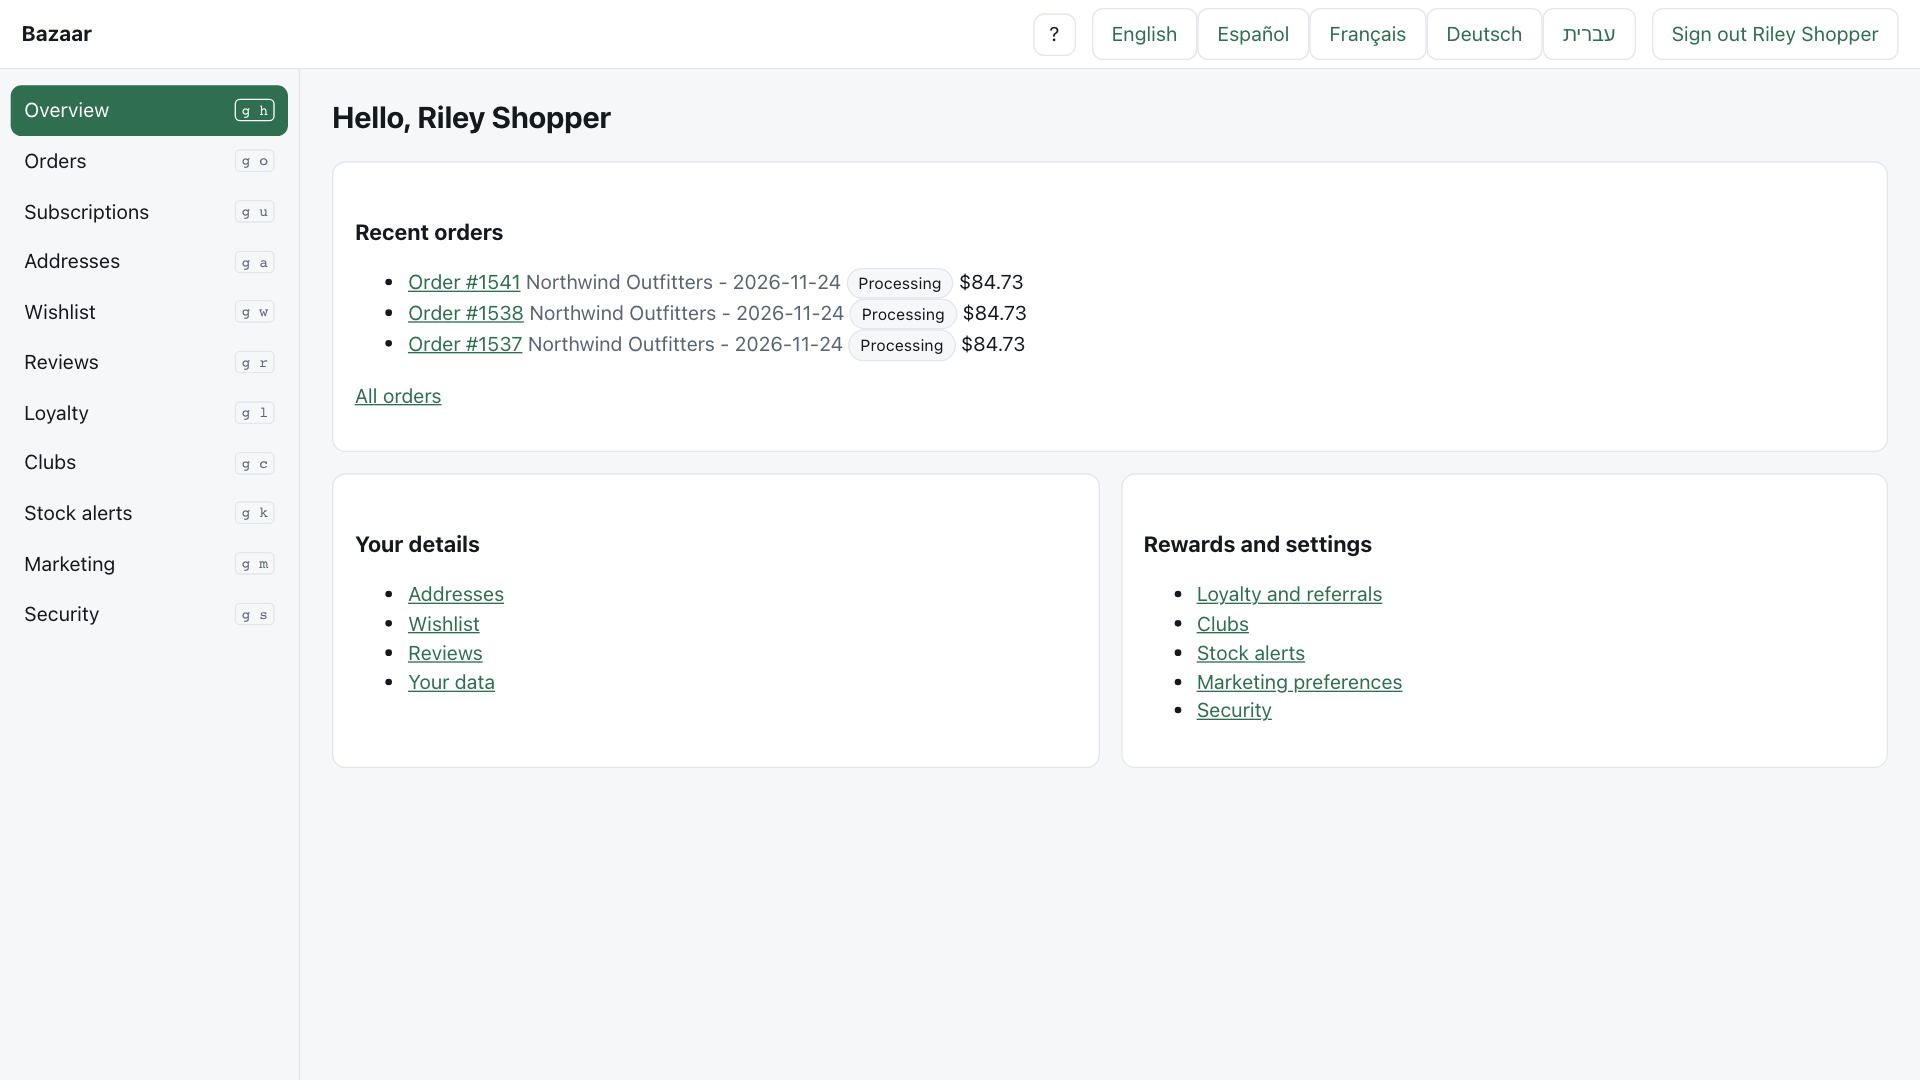 Bazaar
?
English
Español
Français
Deutsch
עברית
Sign out Riley Shopper
Overview g h
Orders g o
Subscriptions g u
Addresses g a
Wishlist g w
Reviews g r
Loyalty g l
Clubs g c
Stock alerts g k
Marketing g m
Security g s
Hello, Riley Shopper
Recent orders
Order #1541 Northwind Outfitters - 2026-11-24 Processing $84.73
Order #1538 Northwind Outfitters - 2026-11-24 Processing $84.73
Order #1537 Northwind Outfitters - 2026-11-24 Processing $84.73
All orders
Your details
Addresses
Wishlist
Reviews
Your data
Rewards and settings
Loyalty and referrals
Clubs
Stock alerts
Marketing preferences
Security